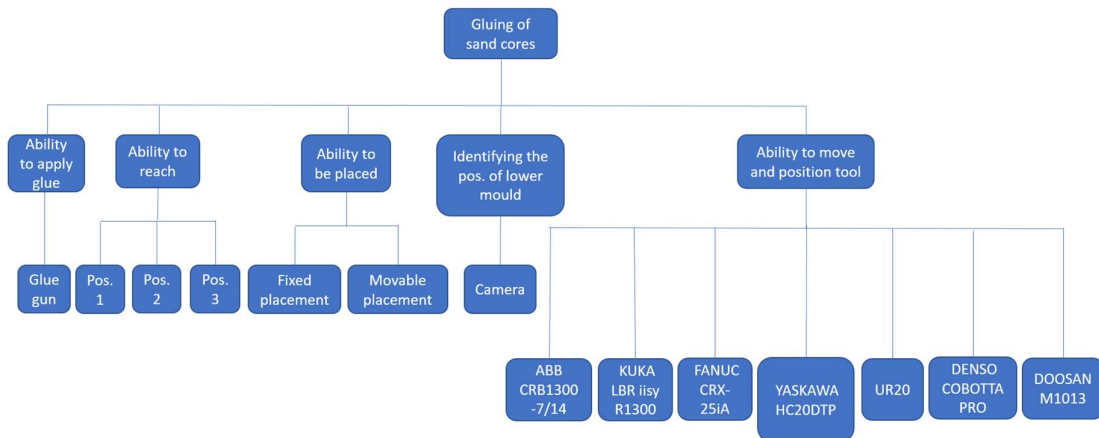 Gluing of
sand cores
Ability
to apply
glue
Ability to
reach
Ability to
be placed
Identifying the
pos. of lower
mould
Ability to move
and position tool
Glue
gun
Pos.
1
Pos.
2
Pos.
3
Fixed
placement
Movable
placement
Camera
ABB
CRB1300
-7/14
KUKA
LBR iisy
R1300
FANUC
CRX-
25iA
YASKAWA
HC20DTP
UR20
DENSO
COBOTTA
PRO
DOOSAN
M1013